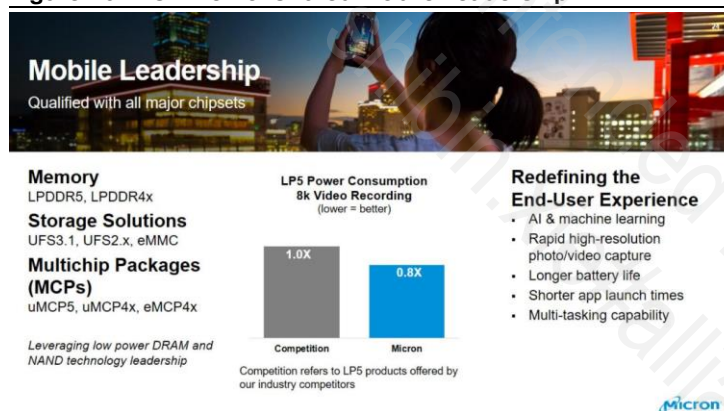 Mobile Leadership
Qualified with all major chipsets
Memory
LPDDR5, LPDDR4x
Storage Solutions
UFS3.1, UFS2.x, eMMC
Multichip Packages
(MCPs)
uMCP5, uMCP4x, eMCP4x
Leveraging low power DRAM and
NAND technology leadership
LP5 Power Consumption
8k Video Recording
(lower = better)
1.0X
0.8X
Competition
Micron
Competition refers to LP5 products offered by
our industry competitors
Redefining the
End-User Experience
▪ AI & machine learning
▪ Rapid high-resolution
photo/video capture
▪ Longer battery life
▪ Shorter app launch times
▪ Multi-tasking capability
Micron